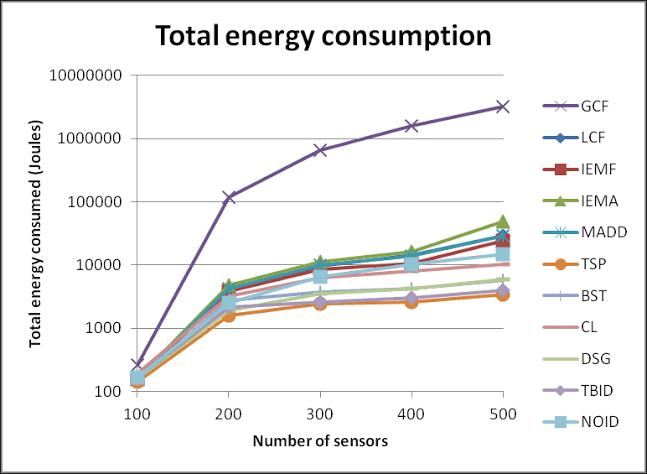 Total energy consumption
Total energy consumed (Joules)
10000000
1000000
100000
10000
1000
100
100 200 300 400 500
Number of sensors
GCF
LCF
IEMF
IEMA
MADD
TSP
BST
CL
DSG
TBID
NOID